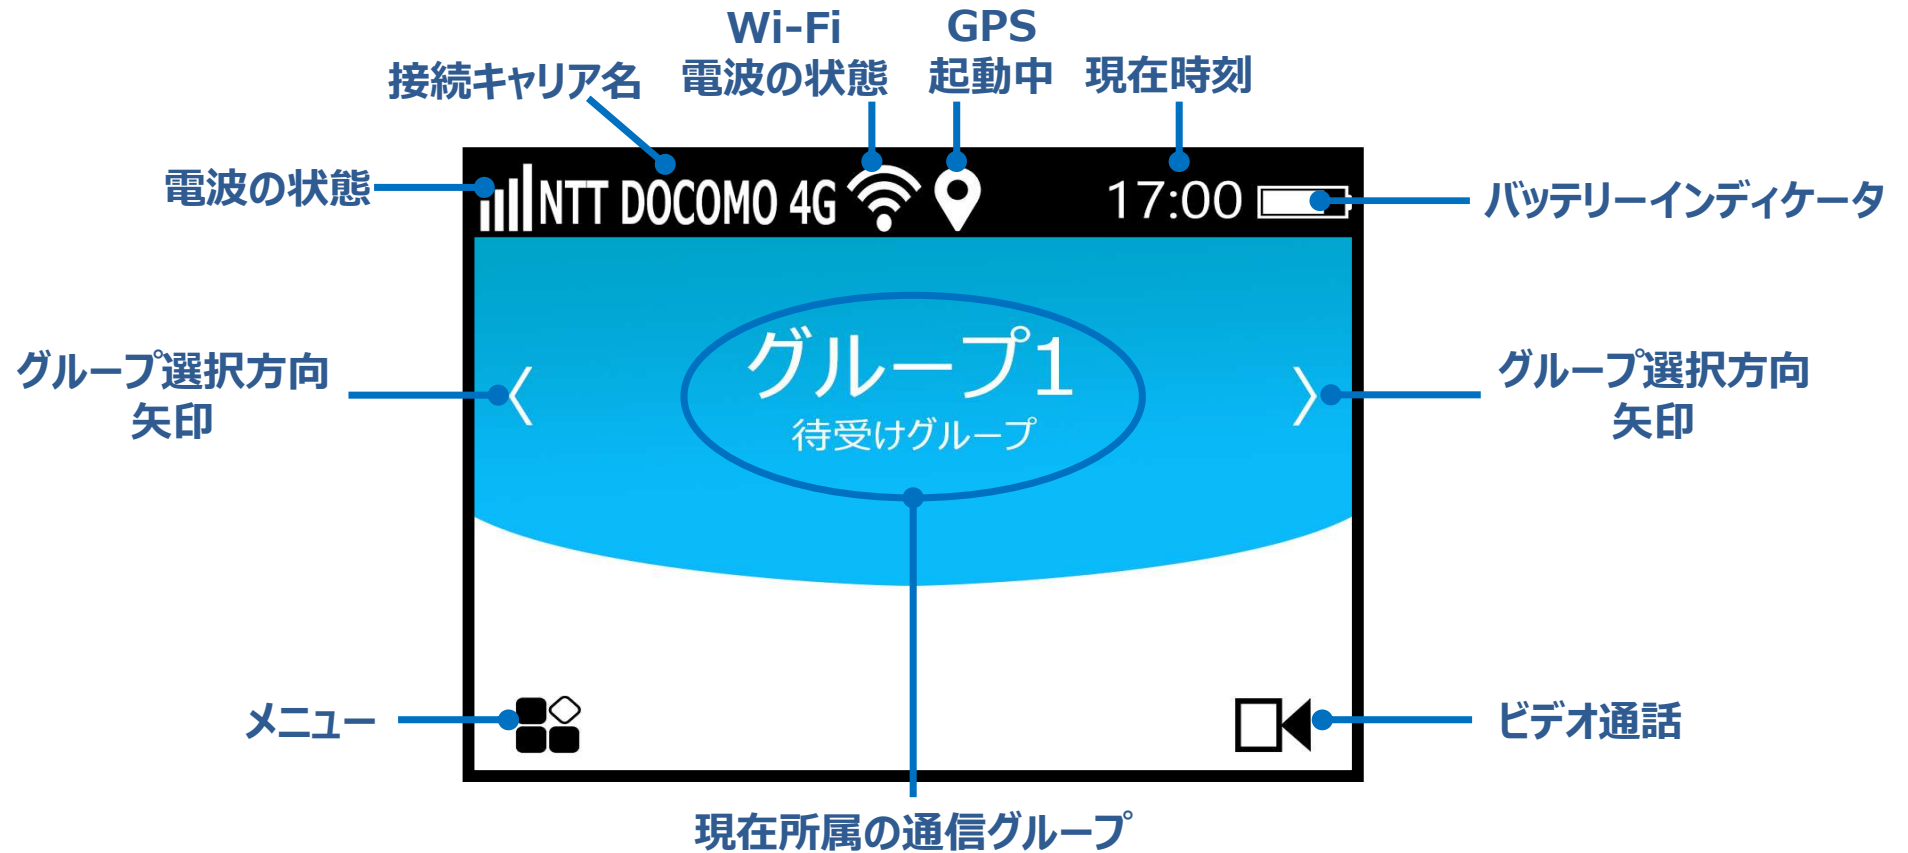 Wi-Fi
電波の状態
GPS
起動中
接続キャリア名
現在時刻
電波の状態
NTT DOCOMO 4G
17:00
バッテリーインディケータ
グループ選択方向
矢印
グループ1
待受けグループ
グループ選択方向
矢印
メニュー
ビデオ通話
現在所属の通信グループ